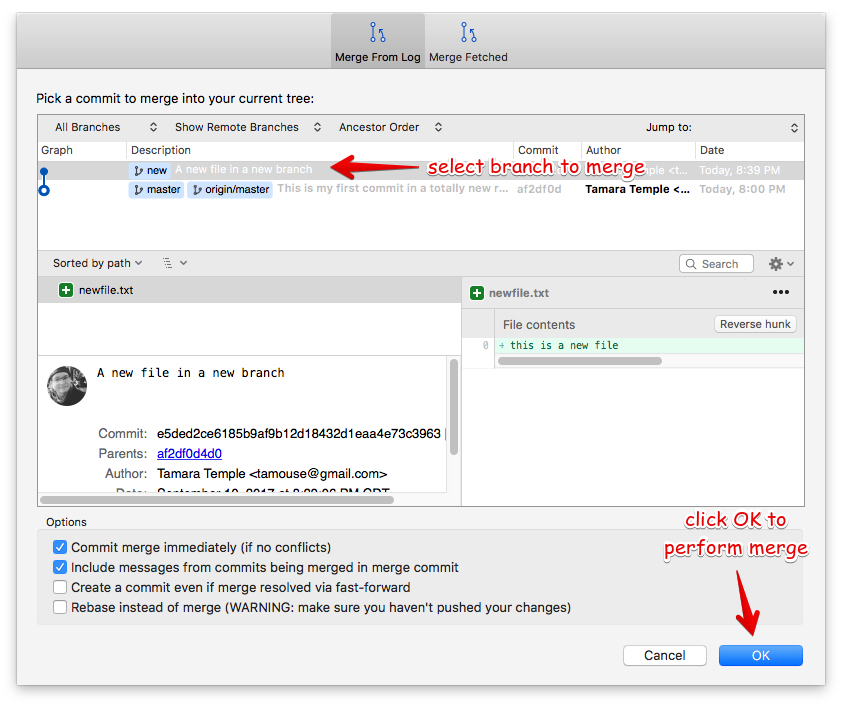 Merge From Log Merge Fetched
Pick a commit to merge into your current tree:
All Branches Show Remote Branches Ancestor Order Jump to:
Graph Description Commit Author Date
new A new file in a new branch select branch to merge Today, 8:39 PM
master origin/master This is my first commit in a totally new r... af2df0d Tamara Temple <... Today, 8:00 PM
Sorted by path Search
newfile.txt
newfile.txt •••
File contents Reverse hunk
0 + this is a new file
A new file in a new branch
Commit: e5ded2ce6185b9af9b12d18432d1eaa4e73c3963
Parents: af2df0d4d0
Author: Tamara Temple <tamouse@gmail.com>
Options
click OK to
perform merge
Commit merge immediately (if no conflicts)
Include messages from commits being merged in merge commit
Create a commit even if merge resolved via fast-forward
Rebase instead of merge (WARNING: make sure you haven't pushed your changes)
Cancel OK